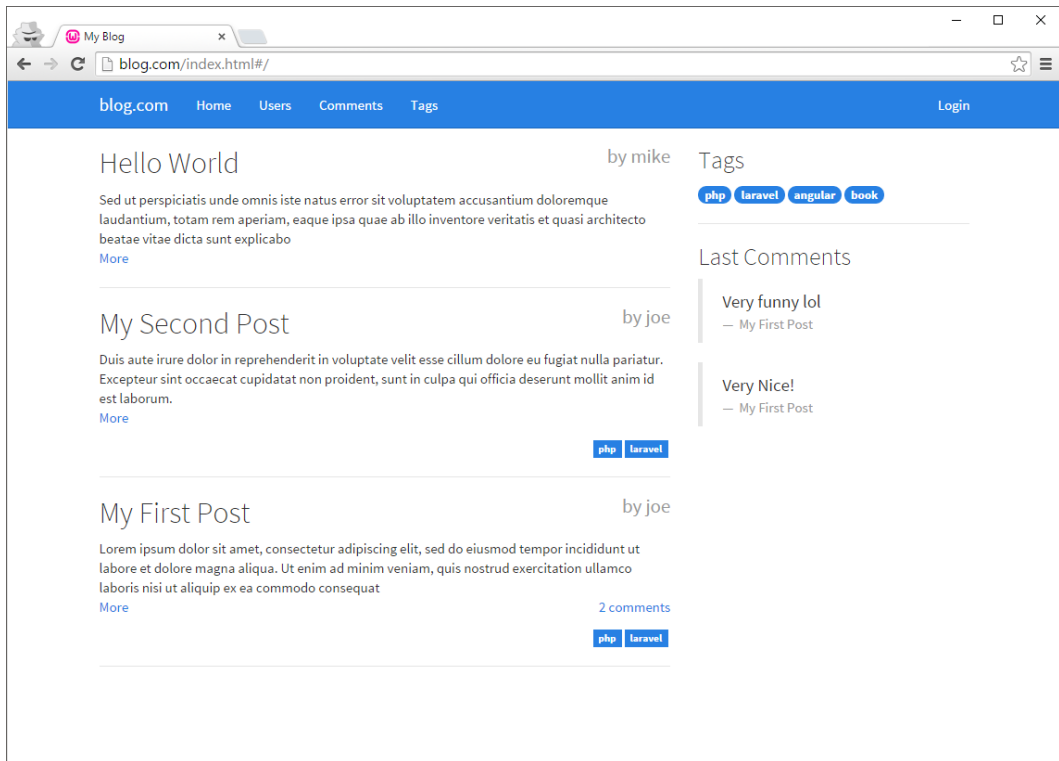 My Blog
blog.com/index.html#/
blog.com Home Users Comments Tags Login
Hello World
by mike
Sed ut perspiciatis unde omnis iste natus error sit voluptatem accusantium doloremque
laudantium, totam rem aperiam, eaque ipsa quae ab illo inventore veritatis et quasi architecto
beatae vitae dicta sunt explicabo
More
My Second Post
by joe
Duis aute irure dolor in reprehenderit in voluptate velit esse cillum dolore eu fugiat nulla pariatur.
Excepteur sint occaecat cupidatat non proident, sunt in culpa qui officia deserunt mollit anim id
est laborum.
More
php laravel
My First Post
by joe
Lorem ipsum dolor sit amet, consectetur adipiscing elit, sed do eiusmod tempor incididunt ut
labore et dolore magna aliqua. Ut enim ad minim veniam, quis nostrud exercitation ullamco
laboris nisi ut aliquip ex ea commodo consequat
More 2 comments
php laravel
Tags
php laravel angular book
Last Comments
Very funny lol
— My First Post
Very Nice!
— My First Post